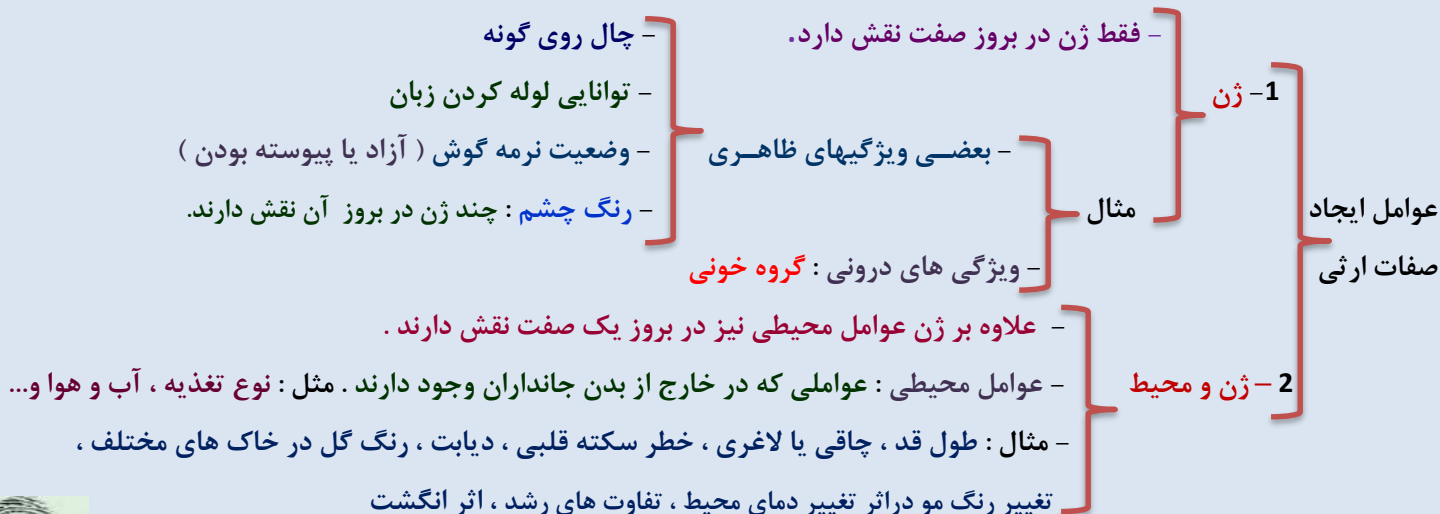 عوامل ایجاد
صفات ارثی
1- ژن
- فقط ژن در بروز صفت نقش دارد.
مثال
- بعضــی ویژگیهای ظاهــری
- چال روی گونه
- توانایی لوله کردن زبان
- وضعیت نرمه گوش ( آزاد یا پیوسته بودن )
- رنگ چشم : چند ژن در بروز آن نقش دارند.
- ویژگی های درونی : گروه خونی
2 – ژن و محیط
- علاوه بر ژن عوامل محیطی نیز در بروز یک صفت نقش دارند .
- عوامل محیطی : عواملی که در خارج از بدن جانداران وجود دارند . مثل : نوع تغذیه ، آب و هوا و...
- مثال : طول قد ، چاقی یا لاغری ، خطر سکته قلبی ، دیابت ، رنگ گل در خاک های مختلف ،
تغییر رنگ مو دراثر تغییر دمای محیط ، تفاوت های رشد ، اثر انگشت